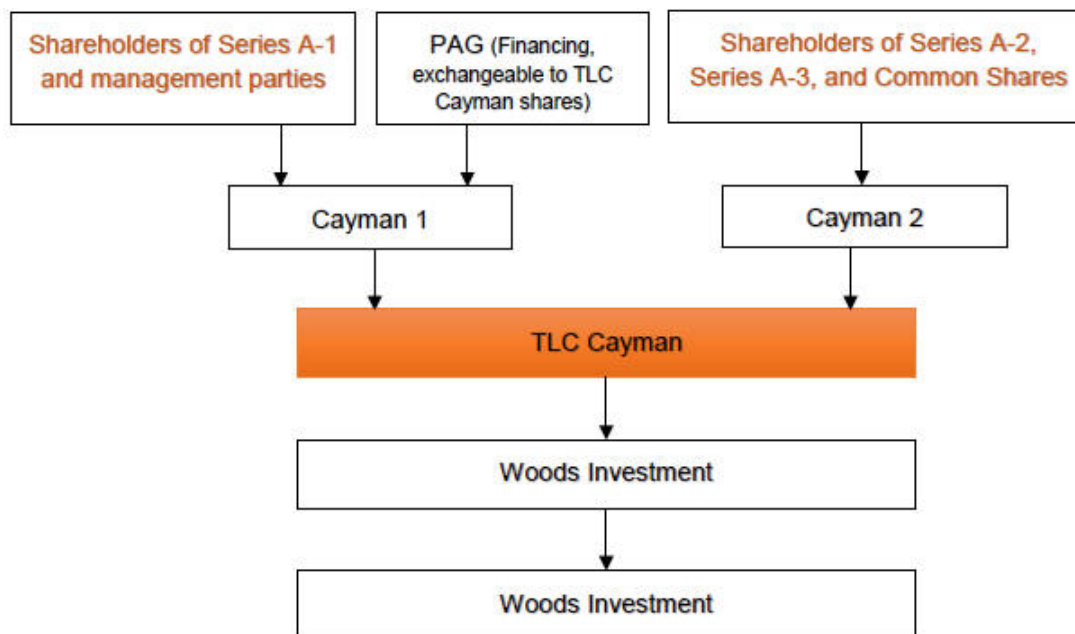 Shareholders of Series A-1
and management parties
PAG (Financing,
exchangeable to TLC
Cayman shares)
Shareholders of Series A-2,
Series A-3, and Common Shares
Cayman 1
Cayman 2
TLC Cayman
Woods Investment
Woods Investment